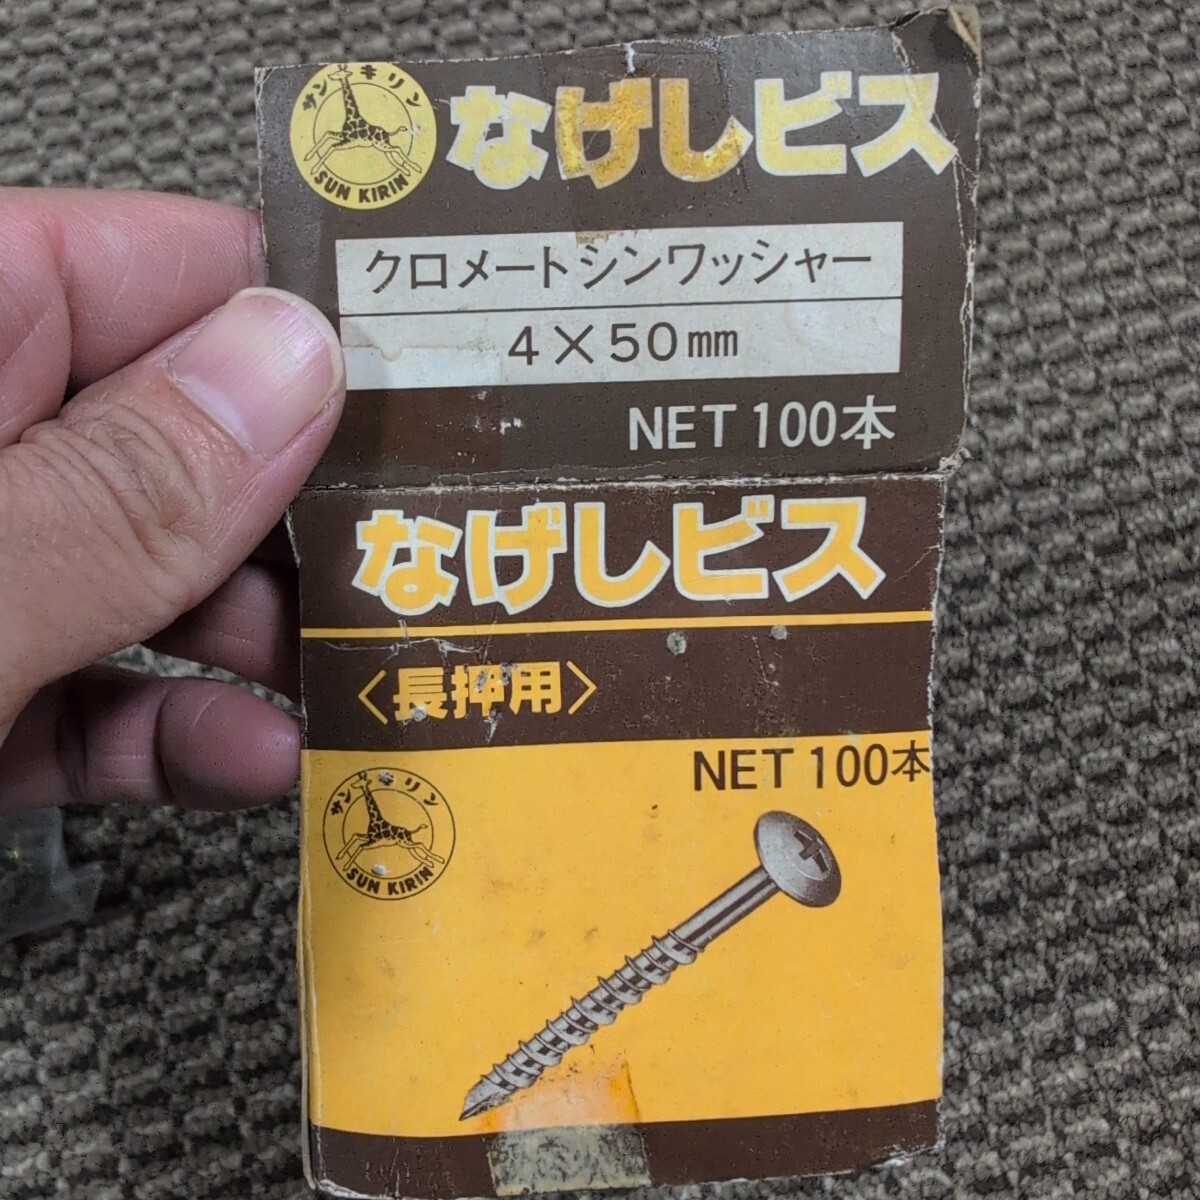 サンキリン
SUN KIRIN
なげしビス
クロメートシンワッシャー
4×50mm
NET 100本
なげしビス
〈長押用〉
NET 100本
サンキリン
SUN KIRIN